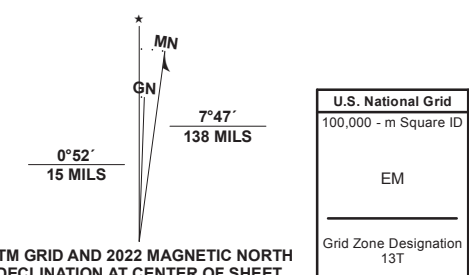 ★
MN
GN
7°47´
138 MILS
0°52´
15 MILS
TM GRID AND 2022 MAGNETIC NORTH
DECLINATION AT CENTER OF SHEET
U.S. National Grid
100,000 - m Square ID
EM
Grid Zone Designation
13T